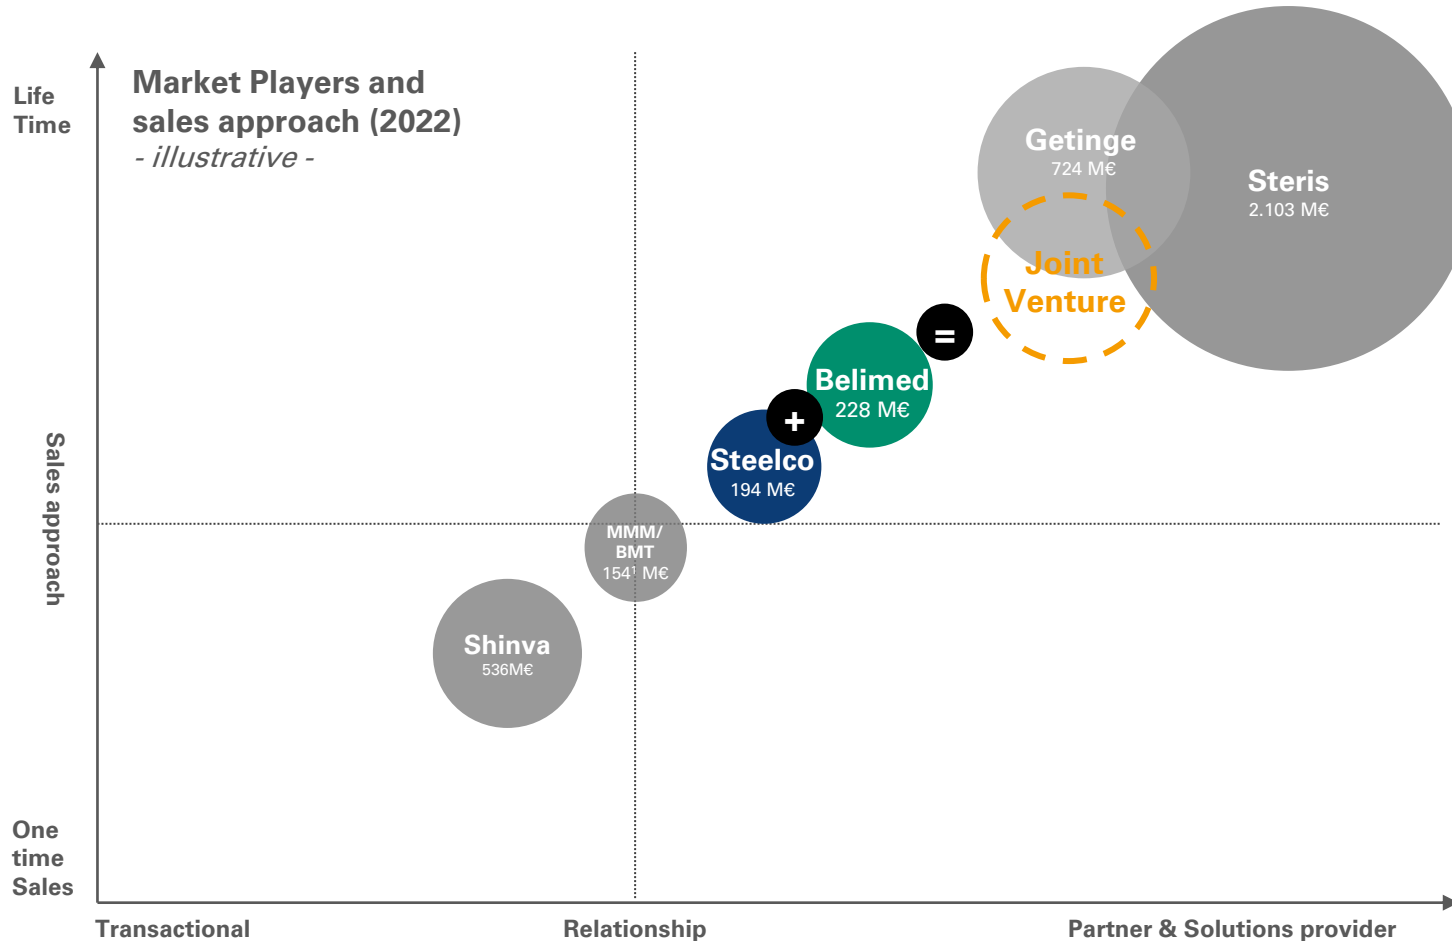 Market Players and
sales approach (2022)
- illustrative -
Life
Time
Sales approach
One
time
Sales
Transactional
Relationship
Partner & Solutions provider
Getinge
724 M€
Steris
2.103 M€
Joint
Venture
=
Belimed
228 M€
+
Steelco
194 M€
MMM/
BMT
154¹ M€
Shinva
536M€